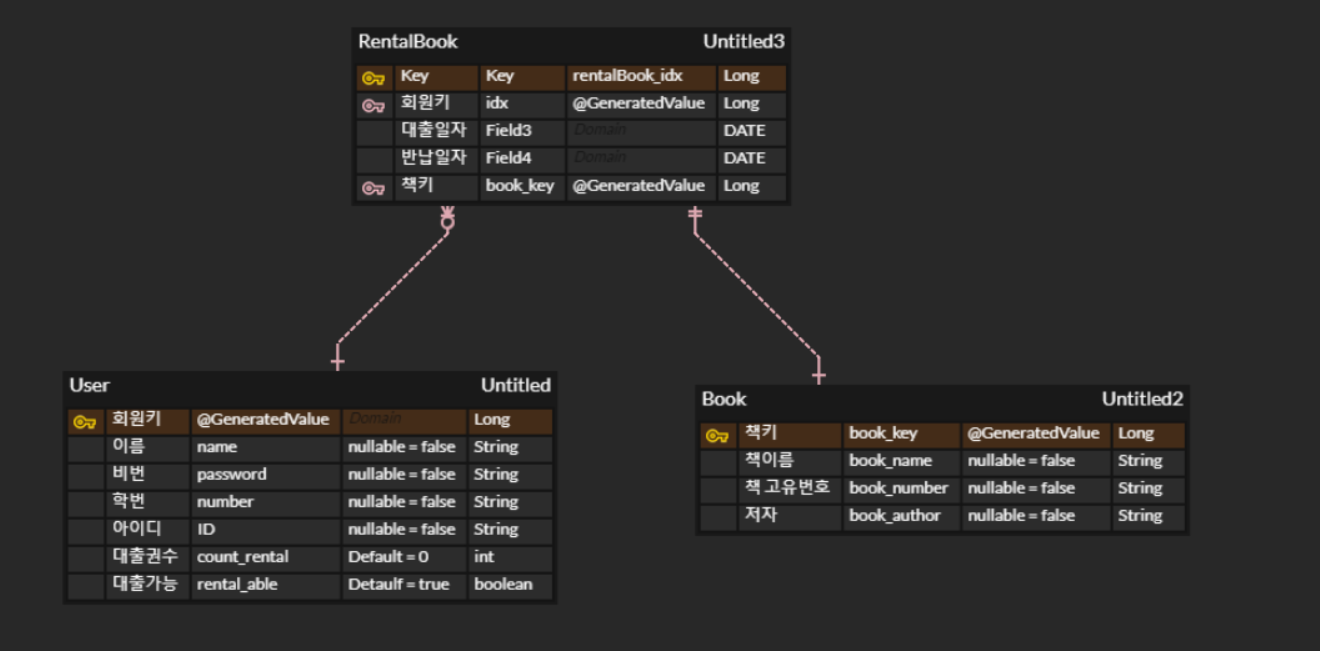 RentalBook Untitled3
Key Key rentalBook_idx Long
회원키 idx @GeneratedValue Long
대출일자 Field3 Domain DATE
반납일자 Field4 Domain DATE
책키 book_key @GeneratedValue Long
User Untitled
회원키 @GeneratedValue Domain Long
이름 name nullable = false String
비번 password nullable = false String
학번 number nullable = false String
아이디 ID nullable = false String
대출권수 count_rental Default = 0 int
대출가능 rental_able Detaulf = true boolean
Book Untitled2
책키 book_key @GeneratedValue Long
책이름 book_name nullable = false String
책 고유번호 book_number nullable = false String
저자 book_author nullable = false String